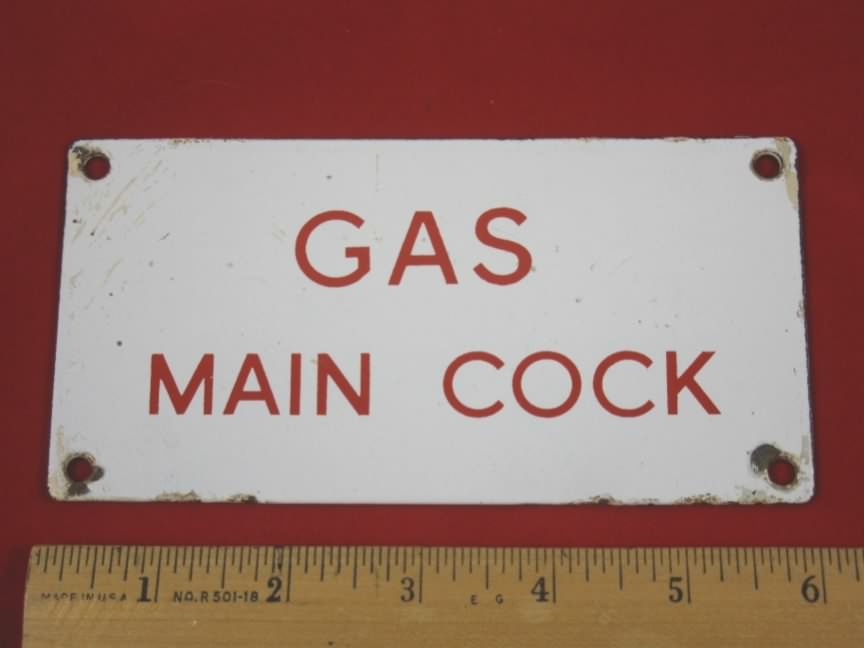 GAS
MAIN COCK
1 2 3 4 5 6
MADE IN U.S.A. NO. R 501-18 E G